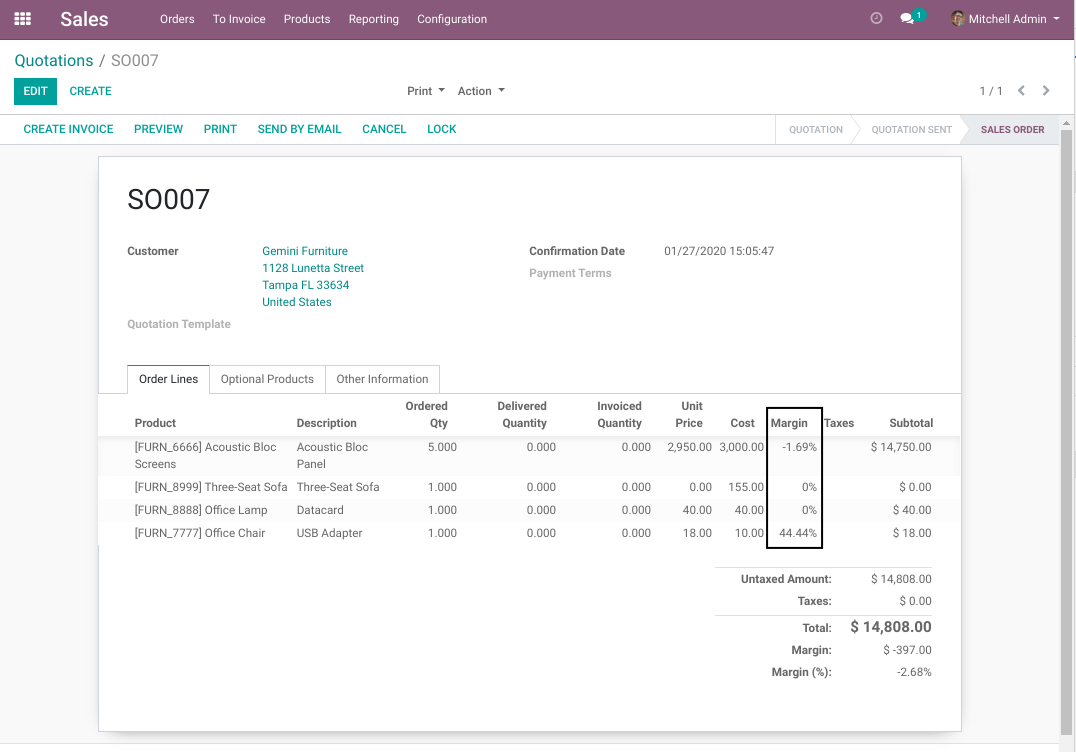 Sales Orders To Invoice Products Reporting Configuration 1 Mitchell Admin
Quotations / SO007
EDIT CREATE Print Action 1 / 1
CREATE INVOICE PREVIEW PRINT SEND BY EMAIL CANCEL LOCK QUOTATION QUOTATION SENT SALES ORDER
SO007
Customer Gemini Furniture Confirmation Date 01/27/2020 15:05:47
1128 Lunetta Street Payment Terms
Tampa FL 33634
United States
Quotation Template
Order Lines Optional Products Other Information
Ordered Delivered Invoiced Unit
Product Description Qty Quantity Quantity Price Cost Margin Taxes Subtotal
[FURN_6666] Acoustic Bloc Acoustic Bloc 5.000 0.000 0.000 2,950.00 3,000.00 -1.69% $ 14,750.00
Screens Panel
[FURN_8999] Three-Seat Sofa Three-Seat Sofa 1.000 0.000 0.000 0.00 155.00 0% $ 0.00
[FURN_8888] Office Lamp Datacard 1.000 0.000 0.000 40.00 40.00 0% $ 40.00
[FURN_7777] Office Chair USB Adapter 1.000 0.000 0.000 18.00 10.00 44.44% $ 18.00
Untaxed Amount: $ 14,808.00
Taxes: $ 0.00
Total: $ 14,808.00
Margin: $ -397.00
Margin (%): -2.68%